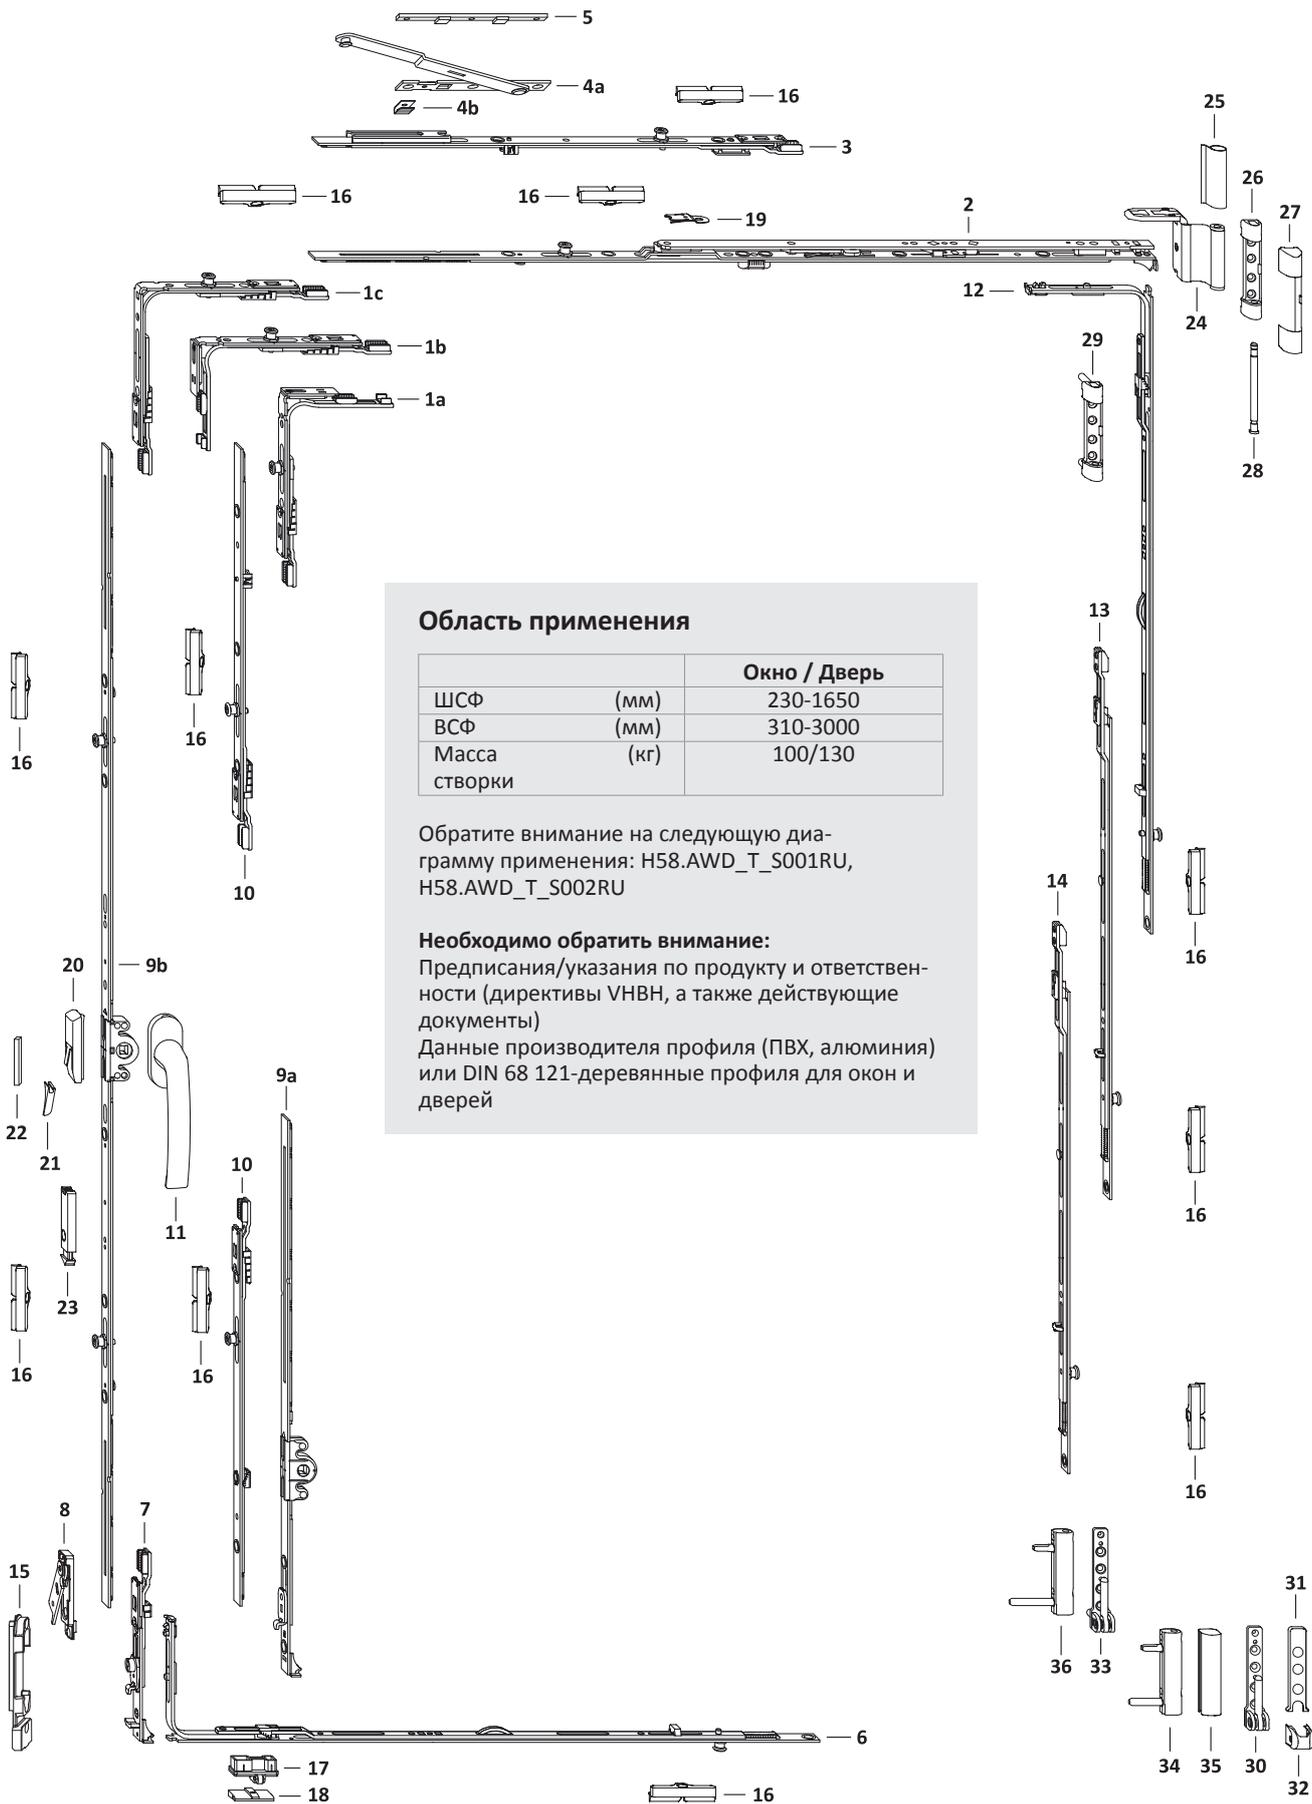 5
4a
16
4b
3
25
26
27
16
16
19
2
1c
12
24
1b
29
1a
28
Область применения
Окно / Дверь
ШСФ (мм) 230-1650
ВСФ (мм) 310-3000
Масса (кг) 100/130
створки
Обратите внимание на следующую диа-
грамму применения: H58.AWD_T_S001RU,
H58.AWD_T_S002RU
Необходимо обратить внимание:
Предписания/указания по продукту и ответствен-
ности (директивы VHBH, а также действующие
документы)
Данные производителя профиля (ПВХ, алюминия)
или DIN 68 121-деревянные профиля для окон и
дверей
13
16
16
10
14
20
9b
16
9a
22
21
10
11
16
23
16
16
16
8
7
15
31
36
33
6
34
35
30
32
17
18
16